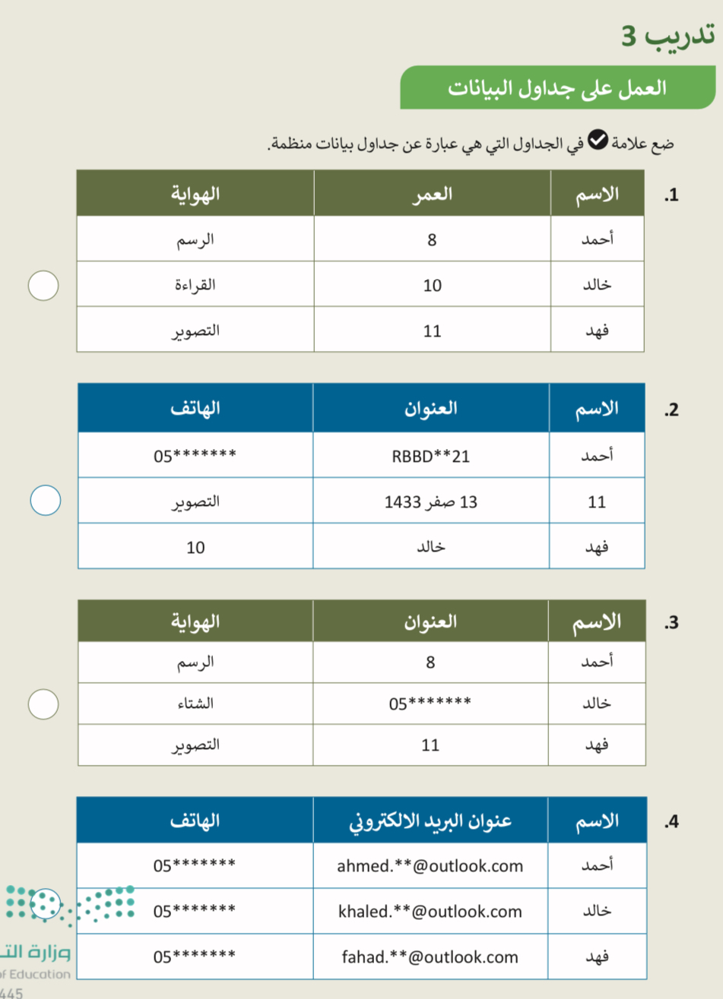 تدريب 3
العمل على جداول البيانات
ضع علامة في الجداول التي هي عبارة عن جداول بيانات منظمة.
1.
الاسم العمر الهواية
أحمد 8 الرسم
خالد 10 القراءة
فهد 11 التصوير
2.
الاسم العنوان الهاتف
أحمد RBBD**21 05*******
11 13 صفر 1433 التصوير
فهد خالد 10
3.
الاسم العنوان الهواية
أحمد 8 الرسم
خالد 05******* الشتاء
فهد 11 التصوير
4.
الاسم عنوان البريد الالكتروني الهاتف
أحمد ahmed.**@outlook.com 05*******
خالد khaled.**@outlook.com 05*******
فهد fahad.**@outlook.com 05*******
وزارة التـ
of Education
445